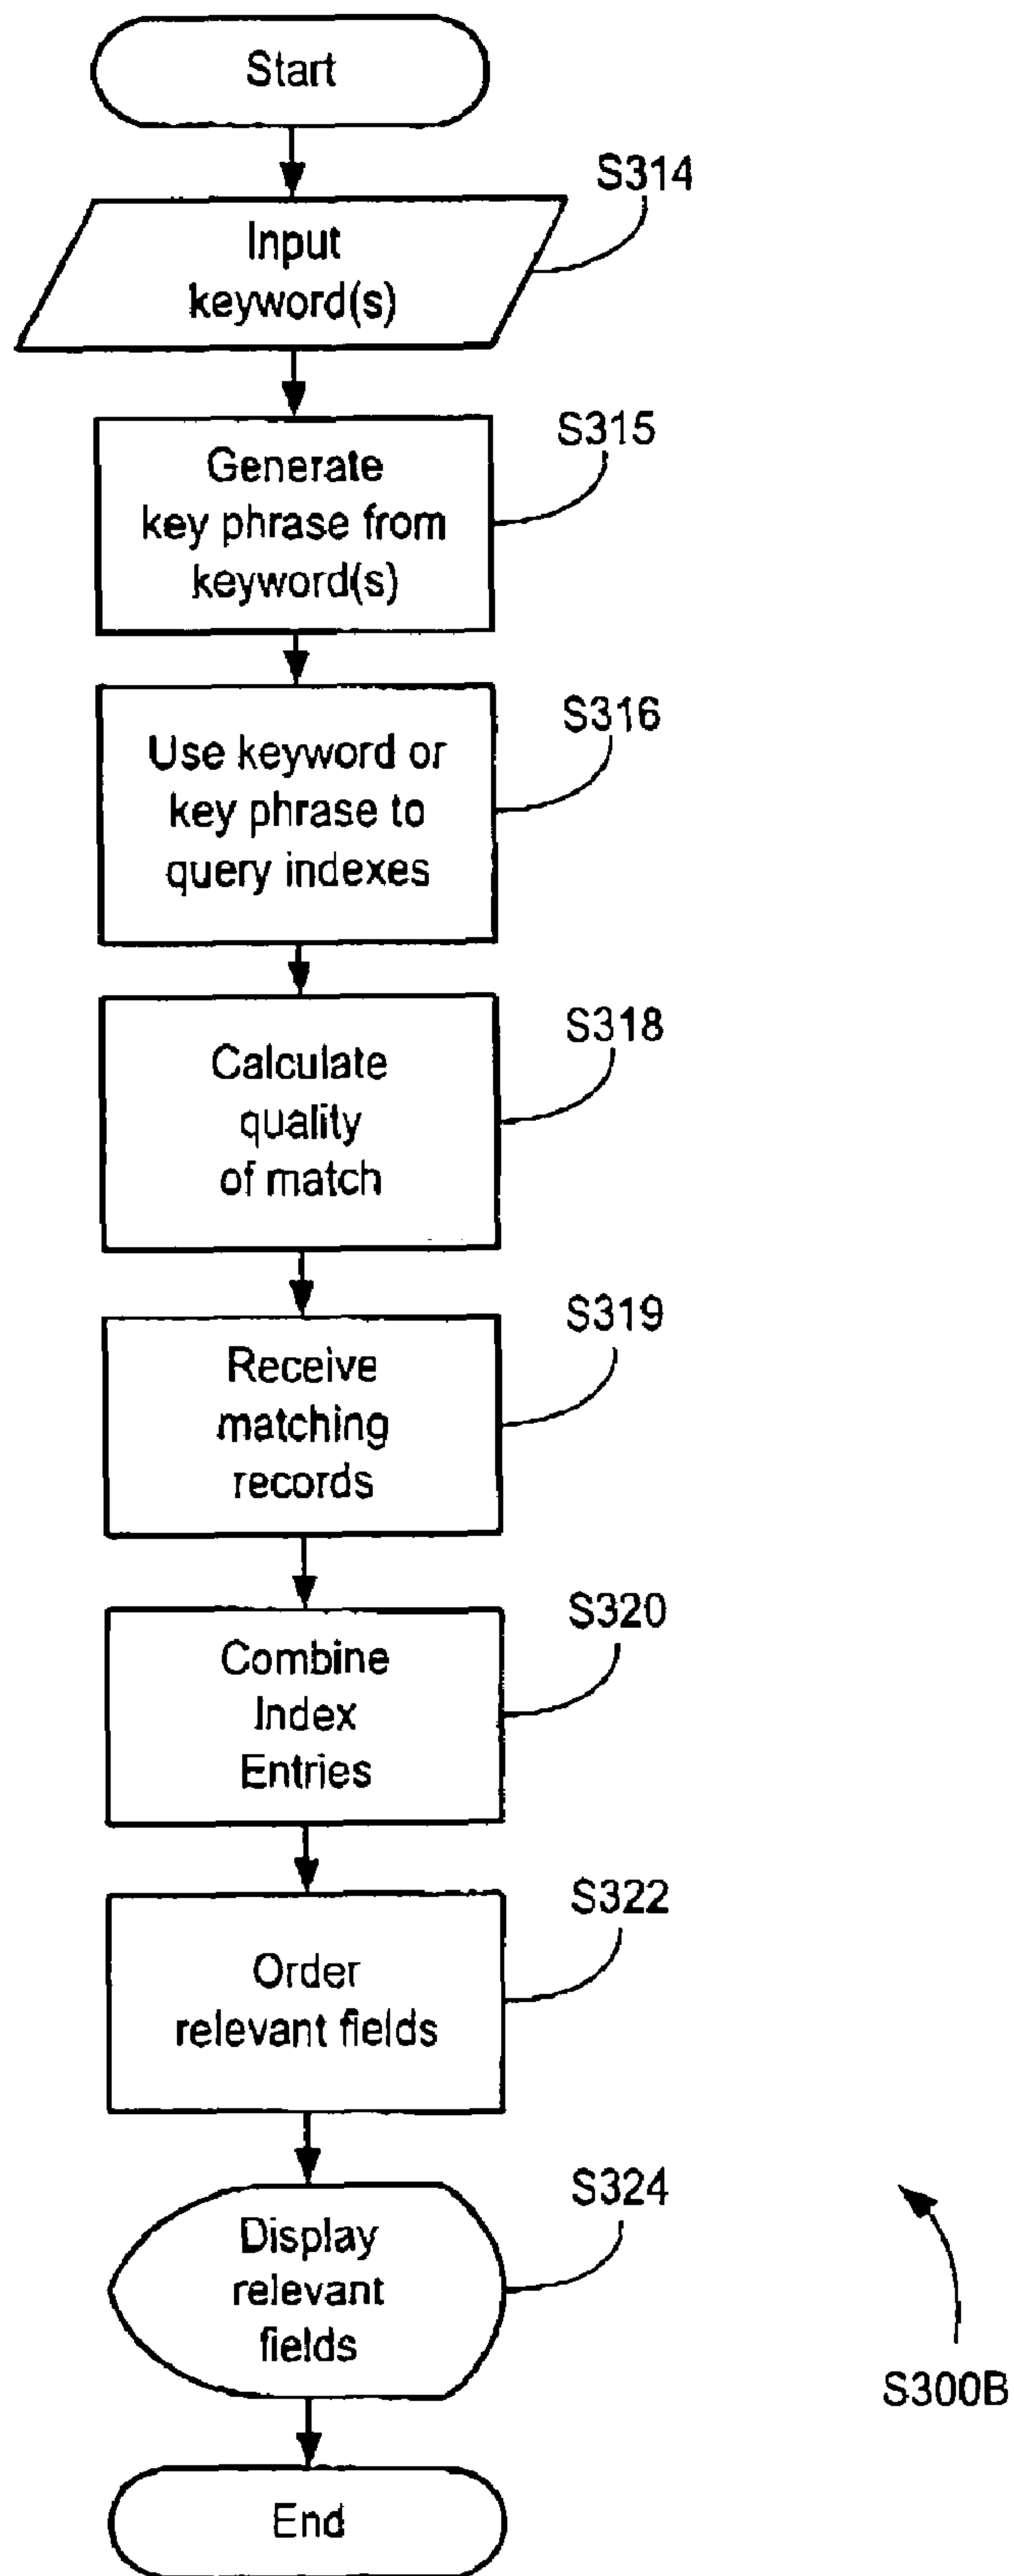 Start
S314
Input
keyword(s)
S315
Generate
key phrase from
keyword(s)
S316
Use keyword or
key phrase to
query indexes
S318
Calculate
quality
of match
S319
Receive
matching
records
S320
Combine
Index
Entries
S322
Order
relevant fields
S324
Display
relevant
fields
S300B
End